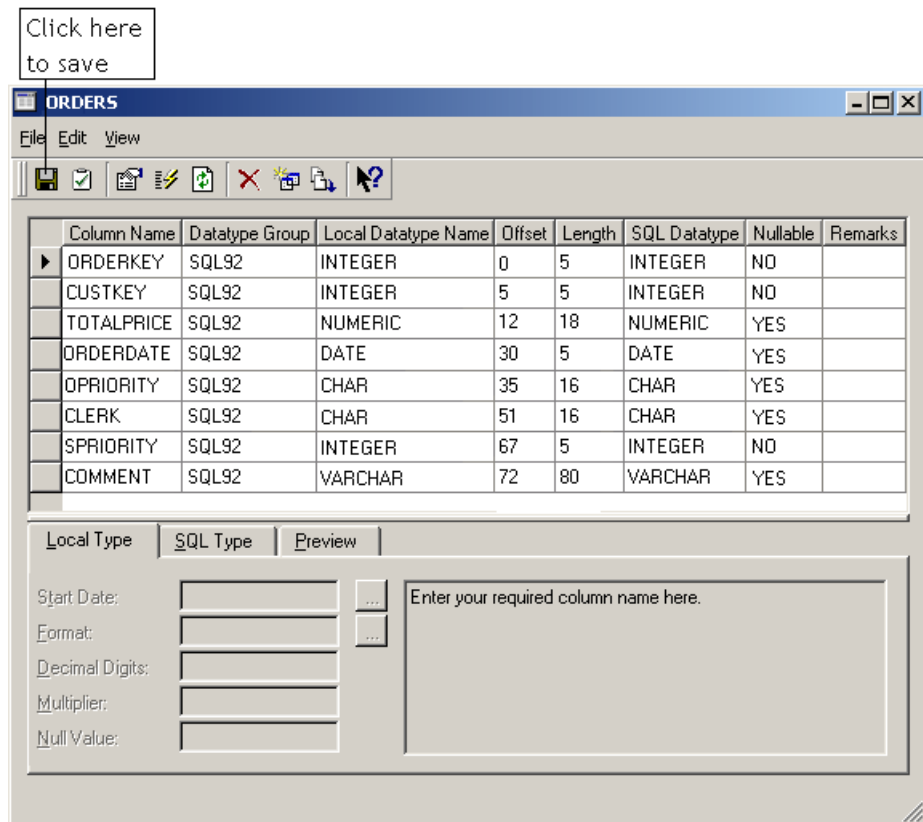 Click here
to save
ORDERS
File Edit View
Column Name Datatype Group Local Datatype Name Offset Length SQL Datatype Nullable Remarks
ORDERKEY SQL92 INTEGER 0 5 INTEGER NO
CUSTKEY SQL92 INTEGER 5 5 INTEGER NO
TOTALPRICE SQL92 NUMERIC 12 18 NUMERIC YES
ORDERDATE SQL92 DATE 30 5 DATE YES
OPRIORITY SQL92 CHAR 35 16 CHAR YES
CLERK SQL92 CHAR 51 16 CHAR YES
SPRIORITY SQL92 INTEGER 67 5 INTEGER NO
COMMENT SQL92 VARCHAR 72 80 VARCHAR YES
Local Type SQL Type Preview
Start Date: ... Enter your required column name here.
Format: ...
Decimal Digits:
Multiplier:
Null Value: